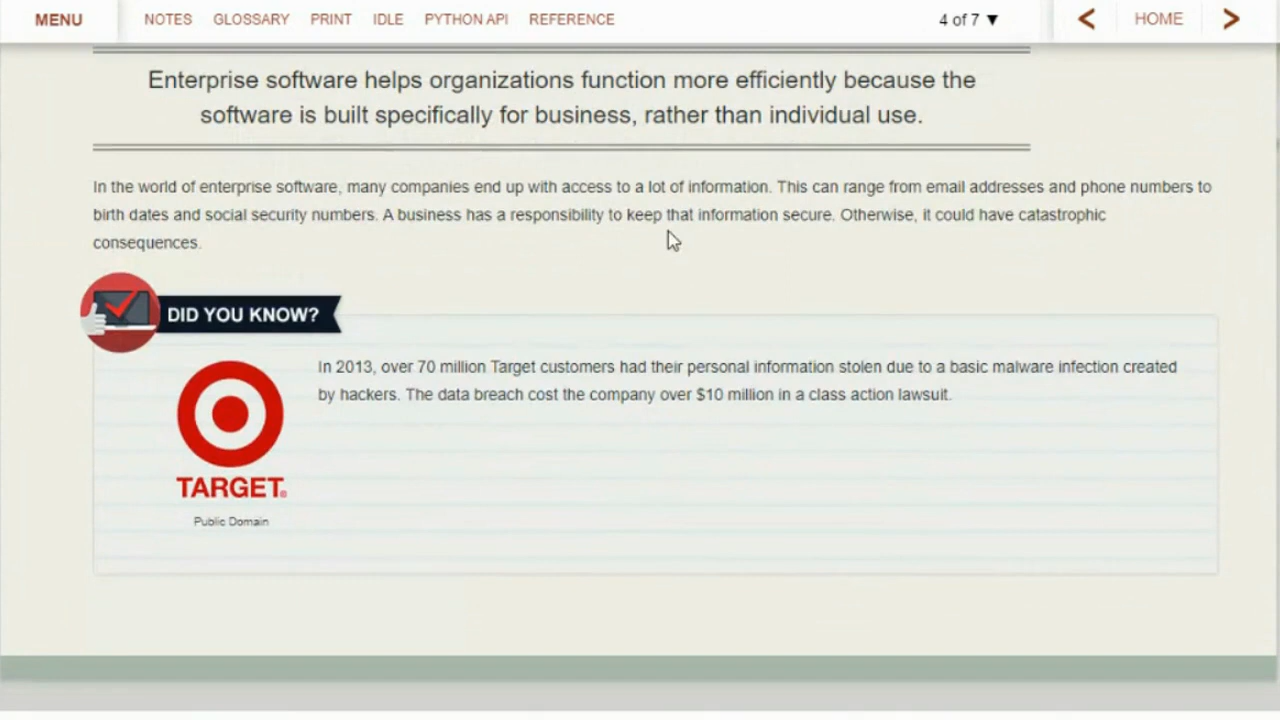 MENU NOTES GLOSSARY PRINT IDLE PYTHON API REFERENCE 4 of 7 ▼ < HOME >
Enterprise software helps organizations function more efficiently because the
software is built specifically for business, rather than individual use.
In the world of enterprise software, many companies end up with access to a lot of information. This can range from email addresses and phone numbers to
birth dates and social security numbers. A business has a responsibility to keep that information secure. Otherwise, it could have catastrophic
consequences.
DID YOU KNOW?
In 2013, over 70 million Target customers had their personal information stolen due to a basic malware infection created
by hackers. The data breach cost the company over $10 million in a class action lawsuit.
TARGET®
Public Domain